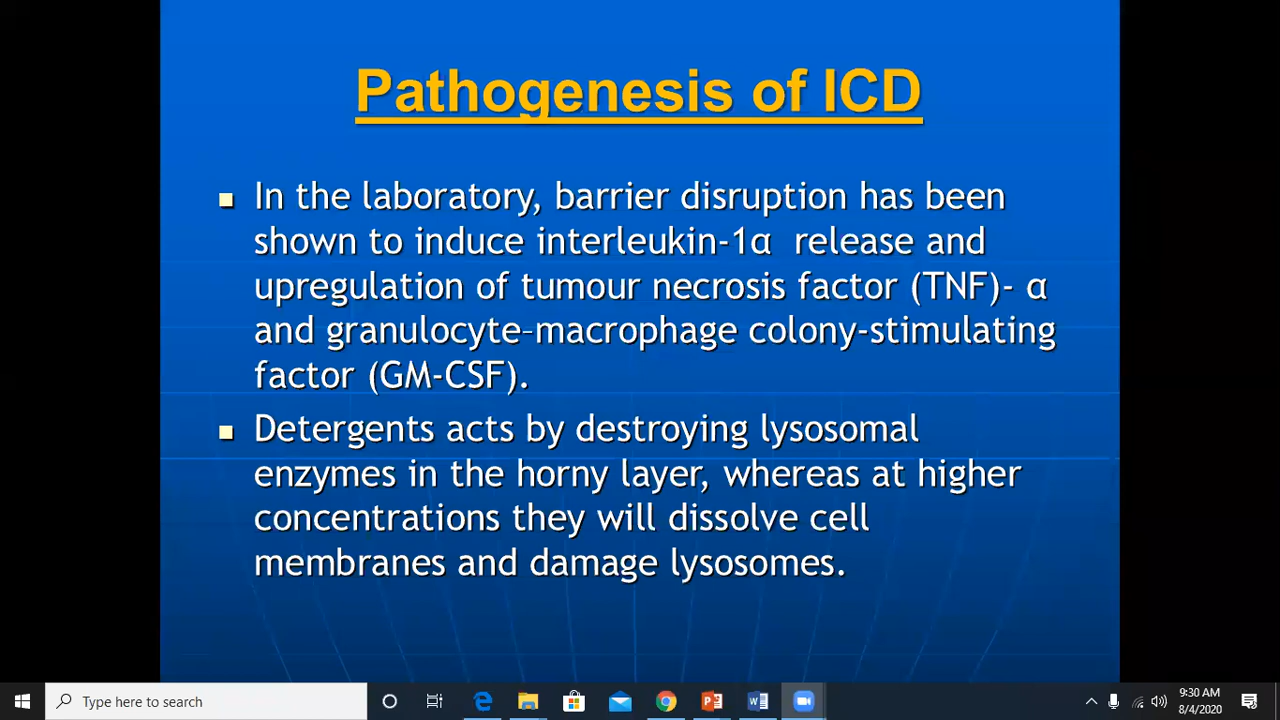 Pathogenesis of ICD
In the laboratory, barrier disruption has been
shown to induce interleukin-1α release and
upregulation of tumour necrosis factor (TNF)- α
and granulocyte–macrophage colony-stimulating
factor (GM-CSF).
Detergents acts by destroying lysosomal
enzymes in the horny layer, whereas at higher
concentrations they will dissolve cell
membranes and damage lysosomes.
Type here to search
9:30 AM
8/4/2020